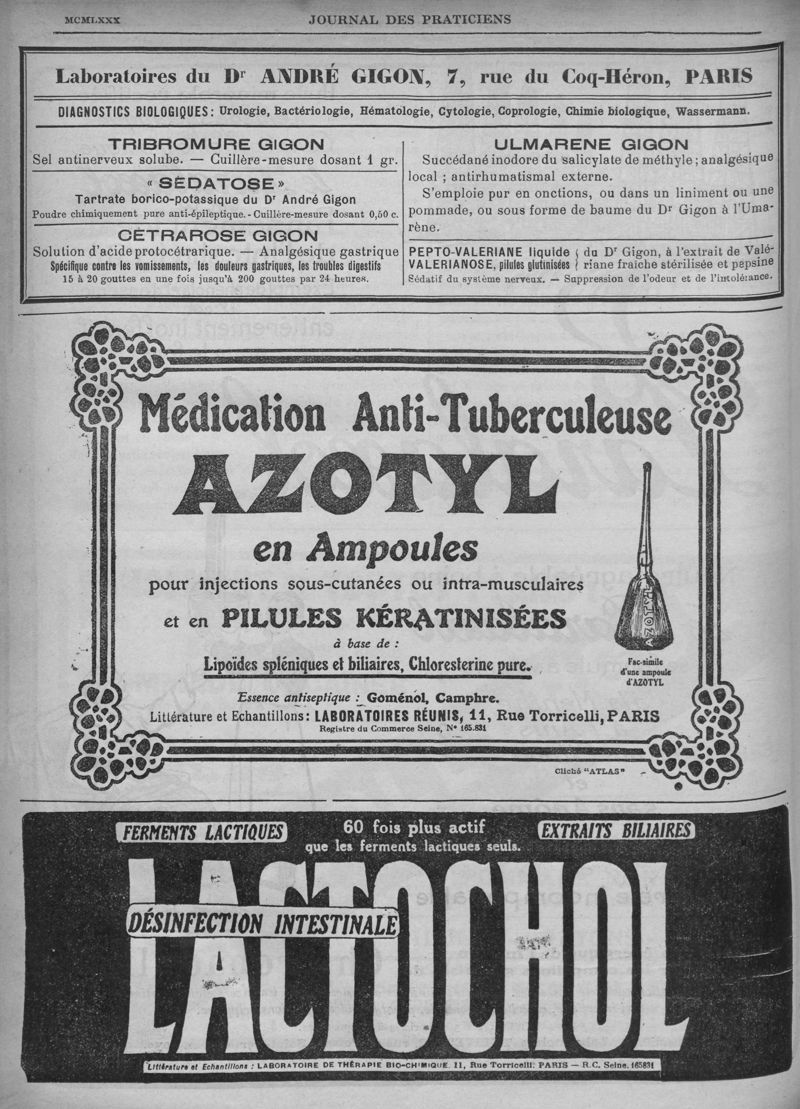 MCMLXXX
JOURNAL DES PRATICIENS
Laboratoires du Dr ANDRÉ GIGON, 7, rue du Coq-Héron, PARIS
DIAGNOSTICS BIOLOGIQUES: Urologie, Bactériologie, Hématologie, Cytologie, Coprologie, Chimie biologique, Wassermann.
TRIBROMURE GIGON
Sel antinerveux soluble. — Cuillère-mesure dosant 1 gr.
« SÉDATOSE »
Tartrate borico-potassique du Dr André Gigon
Poudre chimiquement pure anti-épileptique. - Cuillère-mesure dosant 0,50 c.
CÉTRAROSE GIGON
Solution d'acide protocétrarique. — Analgésique gastrique
Spécifique contre les vomissements, les douleurs gastriques, les troubles digestifs
15 à 20 gouttes en une fois jusqu'à 200 gouttes par 24 heures.
ULMARENE GIGON
Succédané inodore du salicylate de méthyle; analgésique
local ; antirhumatismal externe.
S'emploie pur en onctions, ou dans un liniment ou une
pommade, ou sous forme de baume du Dr Gigon à l'Uma-
rène.
PEPTO-VALERIANE liquide { du Dr Gigon, à l'extrait de Valé-
VALERIANOSE, pilules glutinisées { riane fraiche stérilisée et pepsine
Sédatif du système nerveux. — Suppression de l'odeur et de l'intolérance.
Médication Anti-Tuberculeuse
AZOTYL
en Ampoules
pour injections sous-cutanées ou intra-musculaires
et en PILULES KÉRATINISÉES
à base de :
Lipoïdes spléniques et biliaires, Chloresterine pure.
AZOTYL
Fac-simile
d'une ampoule
d'AZOTYL
Essence antiseptique : Goménol, Camphre.
Littérature et Echantillons: LABORATOIRES RÉUNIS, 11, Rue Torricelli, PARIS
Registre du Commerce Seine, N° 165.831
Cliché "ATLAS"
FERMENTS LACTIQUES
60 fois plus actif
que les ferments lactiques seuls.
EXTRAITS BILIAIRES
LACTOCHOL
DÉSINFECTION INTESTINALE
Littérature et Echantillons : LABORATOIRE DE THÉRAPIE BIO-CHIMIQUE. 11, Rue Torricelli. PARIS — R.C. Seine. 165831